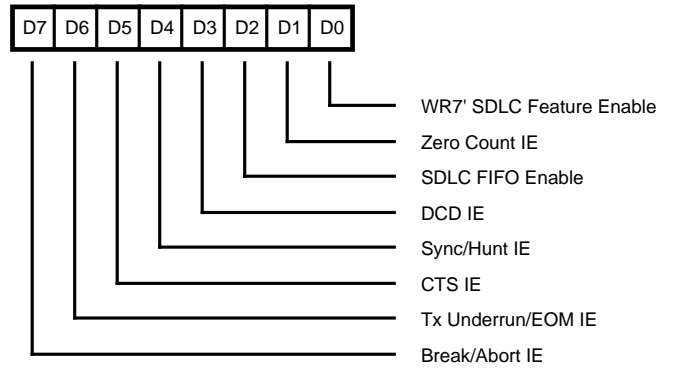 D7 D6 D5 D4 D3 D2 D1 D0
WR7' SDLC Feature Enable
Zero Count IE
SDLC FIFO Enable
DCD IE
Sync/Hunt IE
CTS IE
Tx Underrun/EOM IE
Break/Abort IE